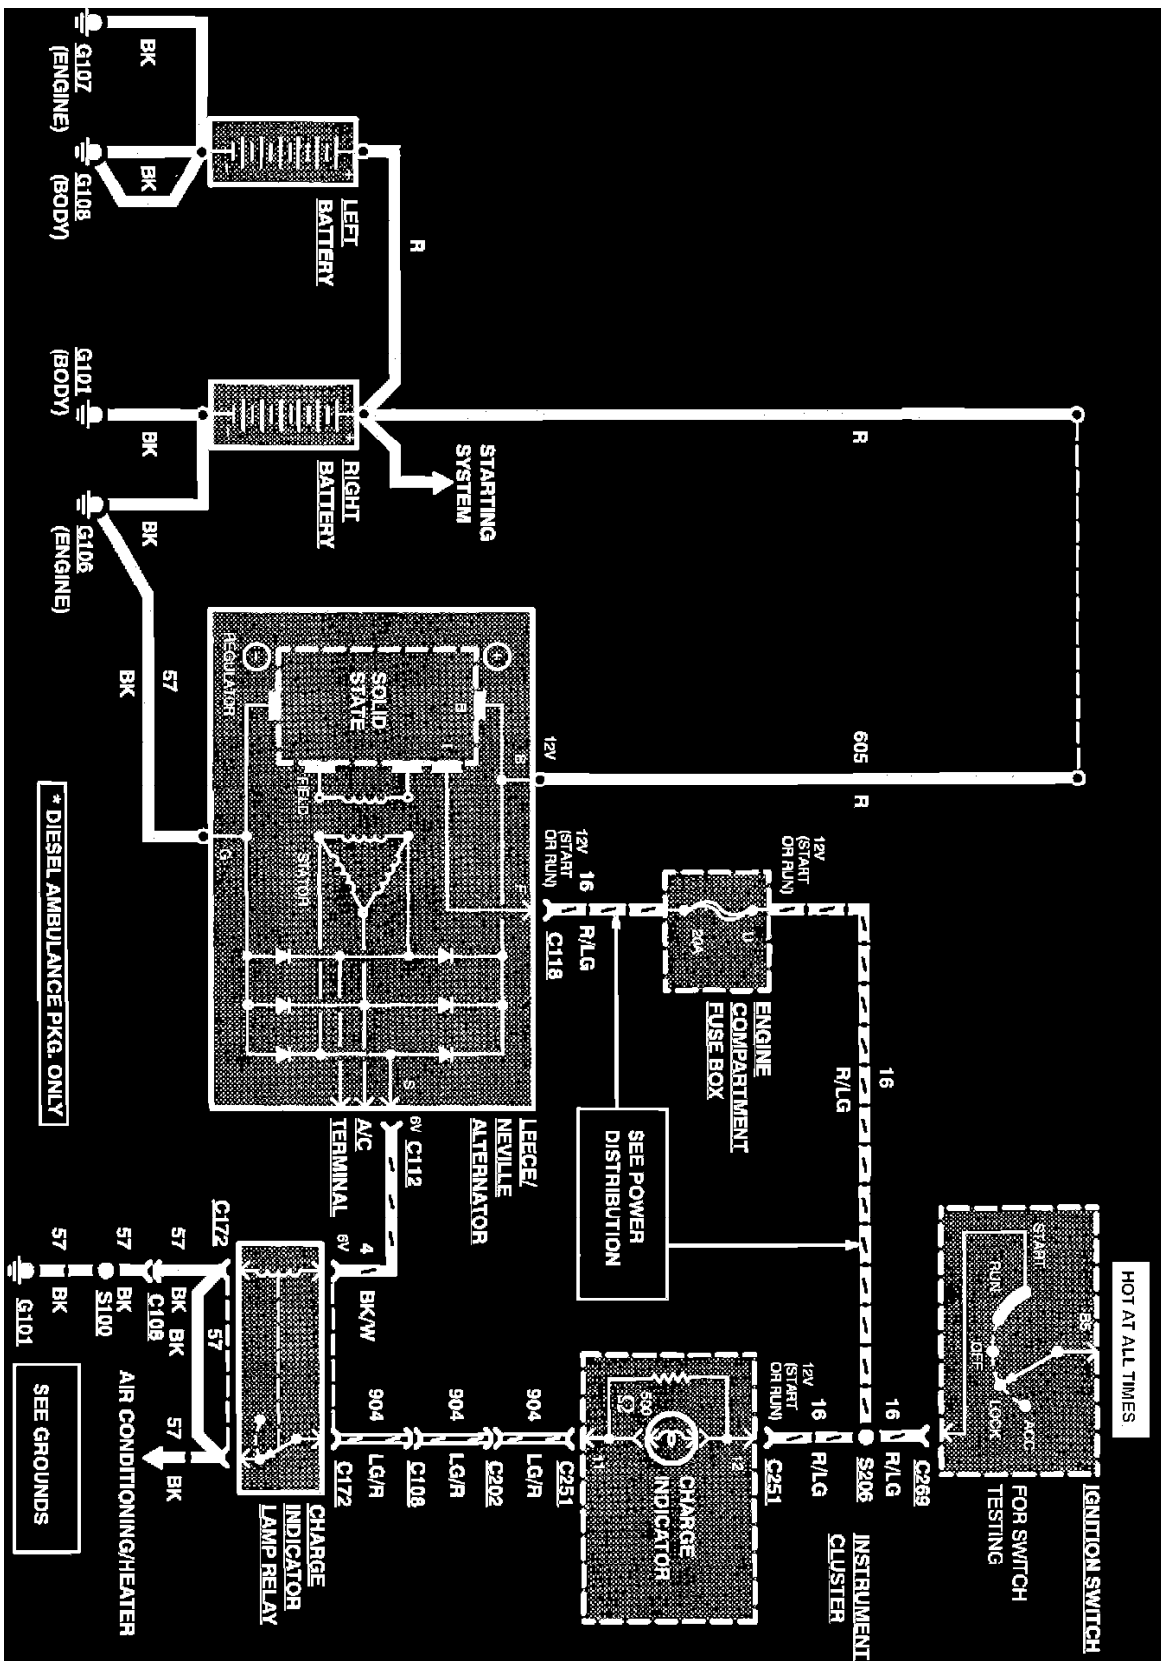 HOT AT ALL TIMES
IGNITION SWITCH
FOR SWITCH
TESTING
B5
START
RUN
OFF
LOCK
ACC
C269
16
R/LG
S206
16
R/LG
12V
(START
OR RUN)
C251
INSTRUMENT
CLUSTER
12
500
Ω
CHARGE
INDICATOR
11
C251
904
LG/R
C202
904
LG/R
C108
904
LG/R
C172
R
605
R
16
R/LG
12V
(START
OR RUN)
U
20A
ENGINE
COMPARTMENT
FUSE BOX
SEE POWER
DISTRIBUTION
12V
(START
OR RUN)
16
R/LG
C118
12V
B
F
I
LEECE/
NEVILLE
ALTERNATOR
+
B
SOLID
STATE
FIELD
STATOR
-
REGULATOR
G
S
A/C
TERMINAL
6V
C112
6V
4
BK/W
CHARGE
INDICATOR
LAMP RELAY
C172
57
BK
57
BK
C108
57
BK
S100
57
BK
G101
57
BK
AIR CONDITIONING/HEATER
SEE GROUNDS
STARTING
SYSTEM
R
LEFT
BATTERY
+
-
RIGHT
BATTERY
+
-
BK
BK
BK
BK
57
BK
G107
(ENGINE)
G108
(BODY)
G101
(BODY)
G106
(ENGINE)
* DIESEL AMBULANCE PKG. ONLY